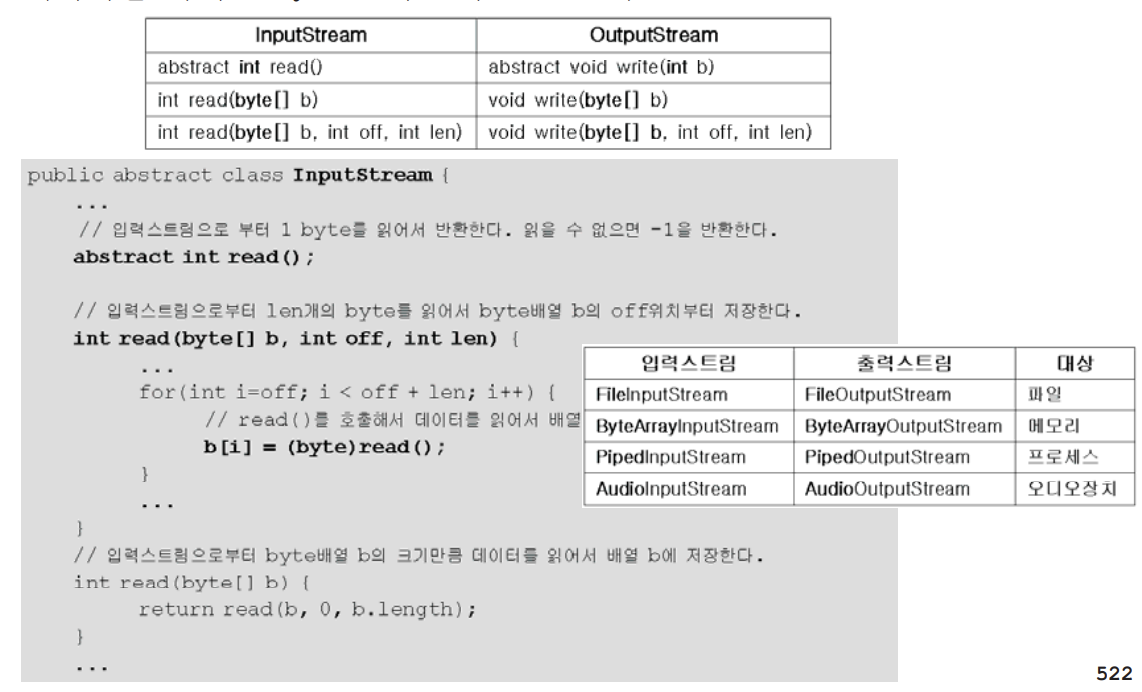 InputStream OutputStream
abstract int read() abstract void write(int b)
int read(byte[] b) void write(byte[] b)
int read(byte[] b, int off, int len) void write(byte[] b, int off, int len)
public abstract class InputStream {
...
// 입력스트림으로 부터 1 byte를 읽어서 반환한다. 읽을 수 없으면 -1을 반환한다.
abstract int read();
// 입력스트림으로부터 len개의 byte를 읽어서 byte배열 b의 off위치부터 저장한다.
int read(byte[] b, int off, int len) {
...
for(int i=off; i < off + len; i++) {
// read()를 호출해서 데이터를 읽어서 배열
b[i] = (byte)read();
}
...
}
// 입력스트림으로부터 byte배열 b의 크기만큼 데이터를 읽어서 배열 b에 저장한다.
int read(byte[] b) {
return read(b, 0, b.length);
}
...
입력스트림 출력스트림 대상
FileInputStream FileOutputStream 파일
ByteArrayInputStream ByteArrayOutputStream 메모리
PipedInputStream PipedOutputStream 프로세스
AudioInputStream AudioOutputStream 오디오장치
522